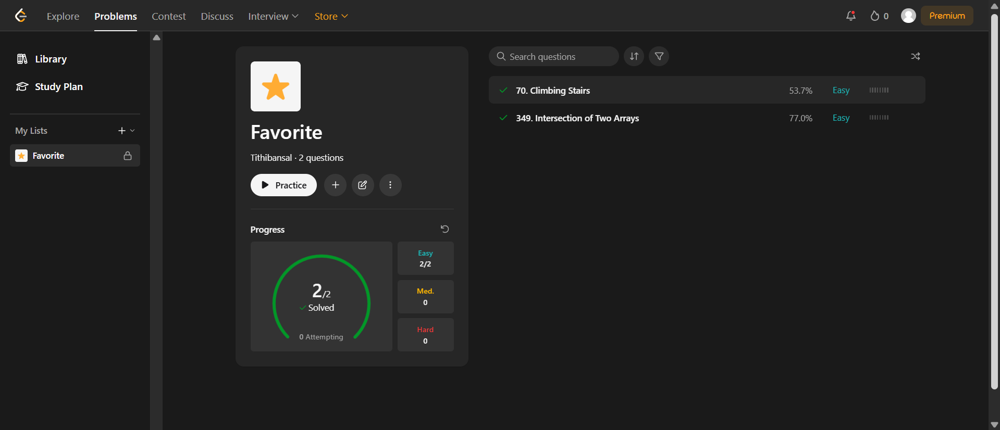 Explore Problems Contest Discuss Interview Store 0 Premium
Library
Study Plan
My Lists
Favorite
Favorite
Tithibansal · 2 questions
Practice
Progress
2/2
Solved
0 Attempting
Easy
2/2
Med.
0
Hard
0
Search questions
70. Climbing Stairs 53.7% Easy
349. Intersection of Two Arrays 77.0% Easy